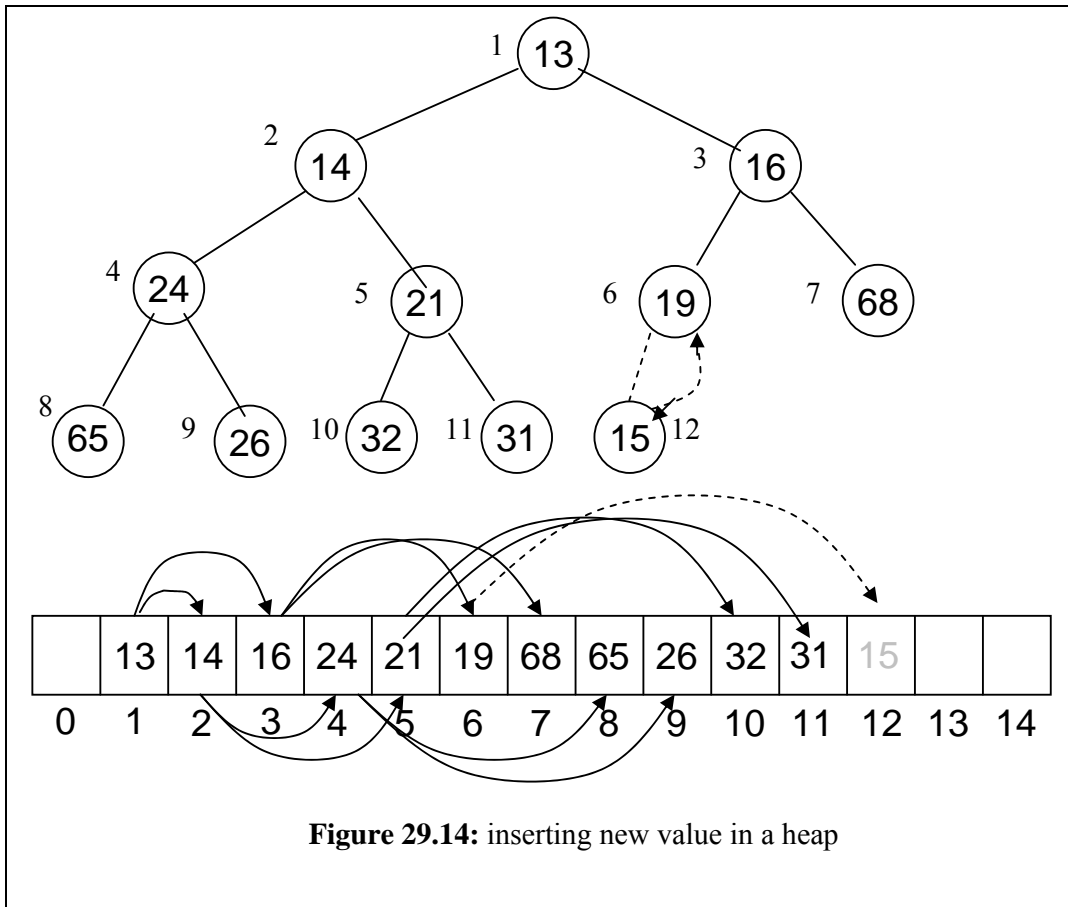 1 13
2 14 3 16
4 24 5 21 6 19 7 68
8 65 9 26 10 32 11 31 15 12
13 14 16 24 21 19 68 65 26 32 31 15
0 1 2 3 4 5 6 7 8 9 10 11 12 13 14
Figure 29.14: inserting new value in a heap